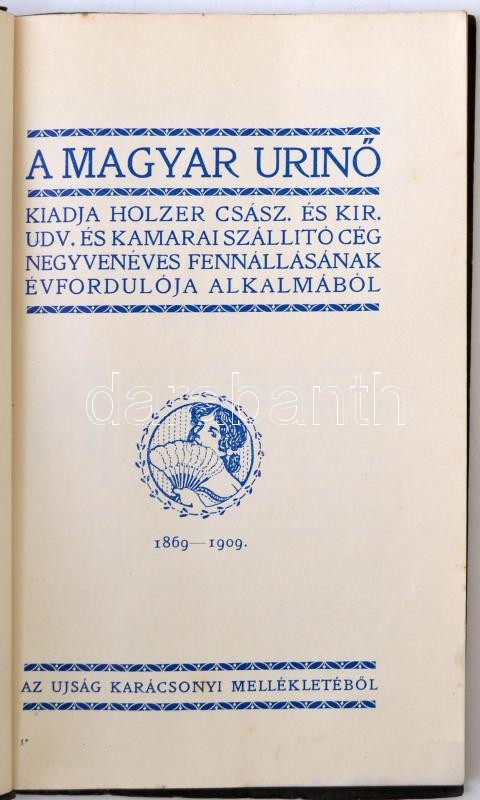 A MAGYAR URINŐ
KIADJA HOLZER CSÁSZ. ÉS KIR.
UDV. ÉS KAMARAI SZÁLLITÓ CÉG
NEGYVENÉVES FENNÁLLÁSÁNAK
ÉVFORDULÓJA ALKALMÁBÓL
darabanth
1869—1909.
AZ UJSÁG KARÁCSONYI MELLÉKLETÉBŐL
1*